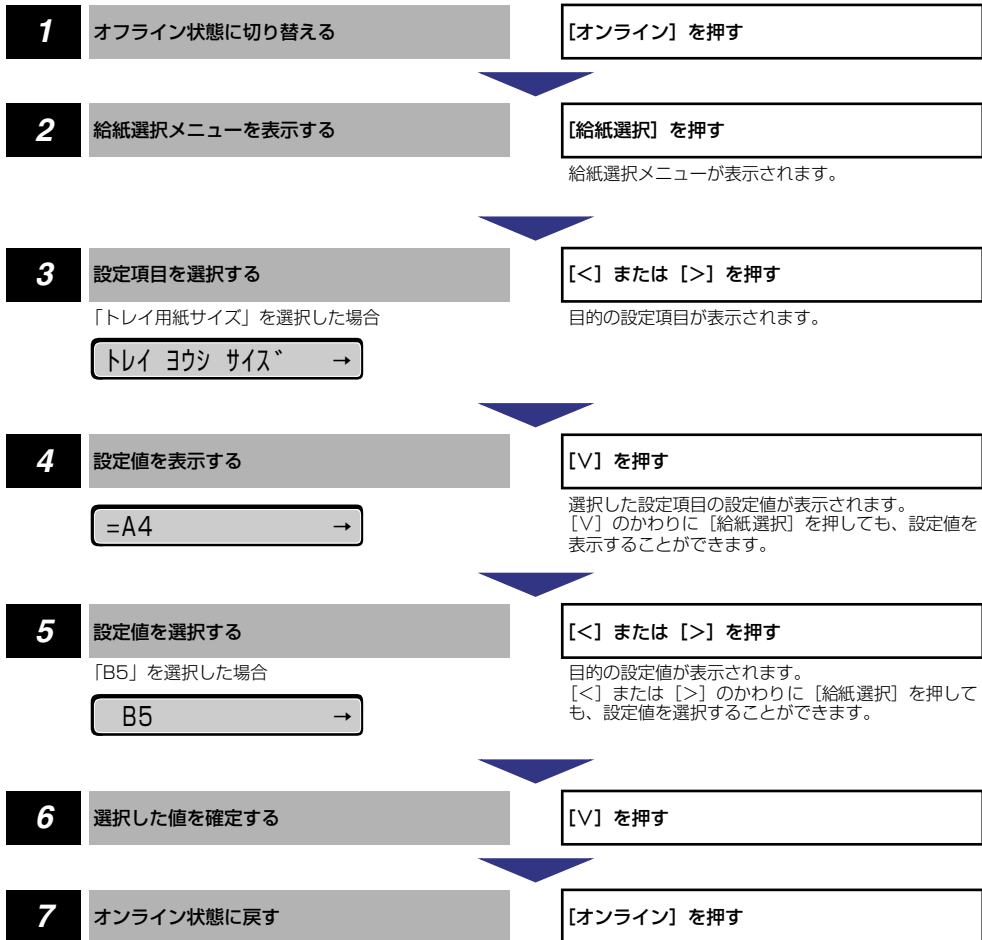 1
オフライン状態に切り替える
[オンライン] を押す
2
給紙選択メニューを表示する
[給紙選択] を押す
給紙選択メニューが表示されます。
3
設定項目を選択する
[<] または [>] を押す
「トレイ用紙サイズ」を選択した場合
目的の設定項目が表示されます。
トレイ ヨウシ サイズ →
4
設定値を表示する
[∨] を押す
=A4 →
選択した設定項目の設定値が表示されます。
[∨] のかわりに [給紙選択] を押しても、設定値を
表示することができます。
5
設定値を選択する
[<] または [>] を押す
「B5」を選択した場合
目的の設定値が表示されます。
[<] または [>] のかわりに [給紙選択] を押して
も、設定値を選択することができます。
B5 →
6
選択した値を確定する
[∨] を押す
7
オンライン状態に戻す
[オンライン] を押す